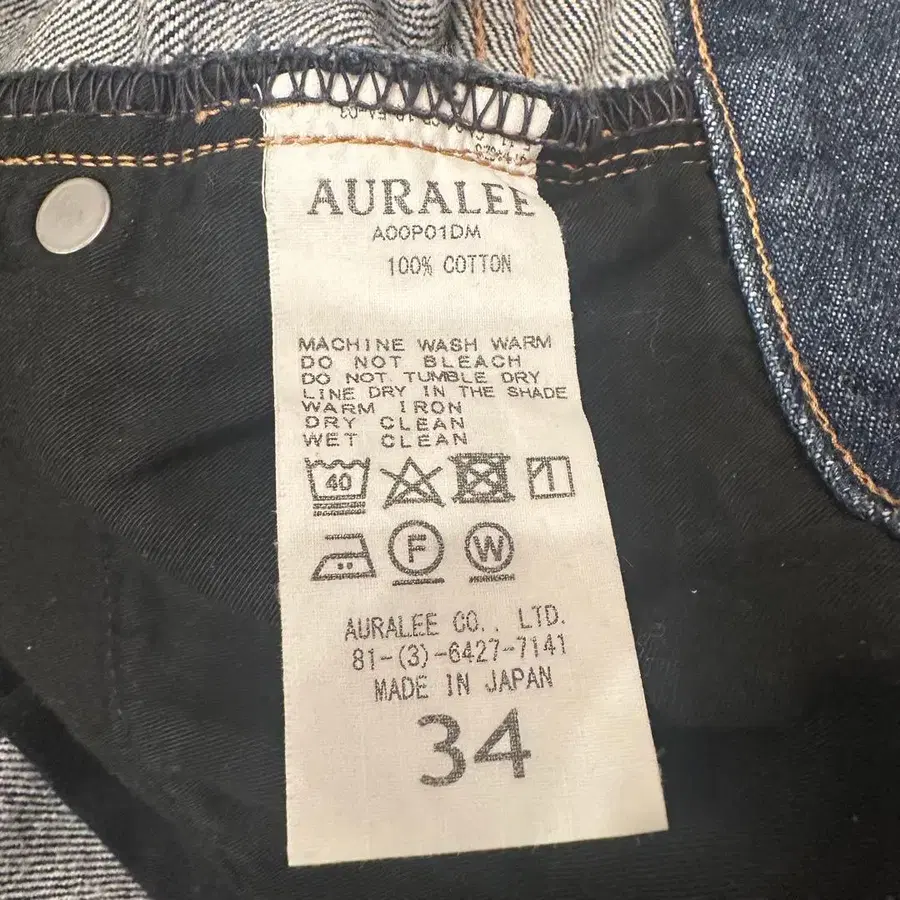 AURALEE
A00P01DM
100% COTTON
MACHINE WASH WARM
DO NOT BLEACH
DO NOT TUMBLE DRY
LINE DRY IN THE SHADE
WARM IRON
DRY CLEAN
WET CLEAN
40
F W
AURALEE CO., LTD.
81-(3)-6427-7141
MADE IN JAPAN
34